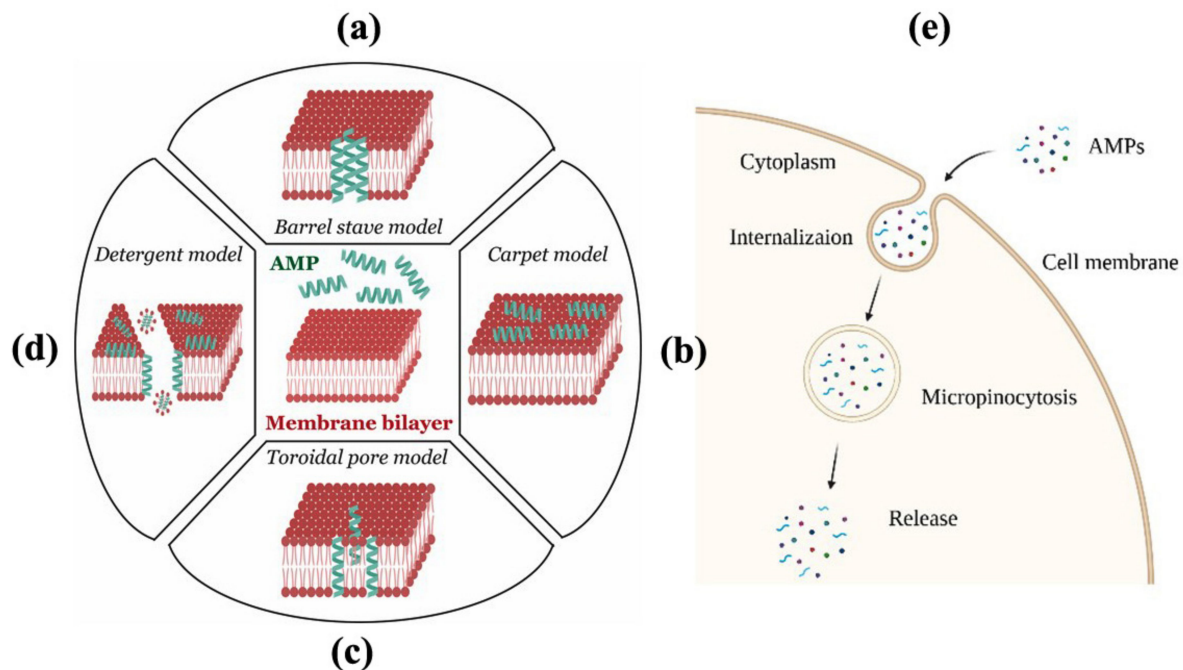 (a)
(e)
Barrel stave model
Detergent model
AMP
Carpet model
Membrane bilayer
Toroidal pore model
(d)
(b)
(c)
Cytoplasm
AMPs
Internalizaion
Cell membrane
Micropinocytosis
Release